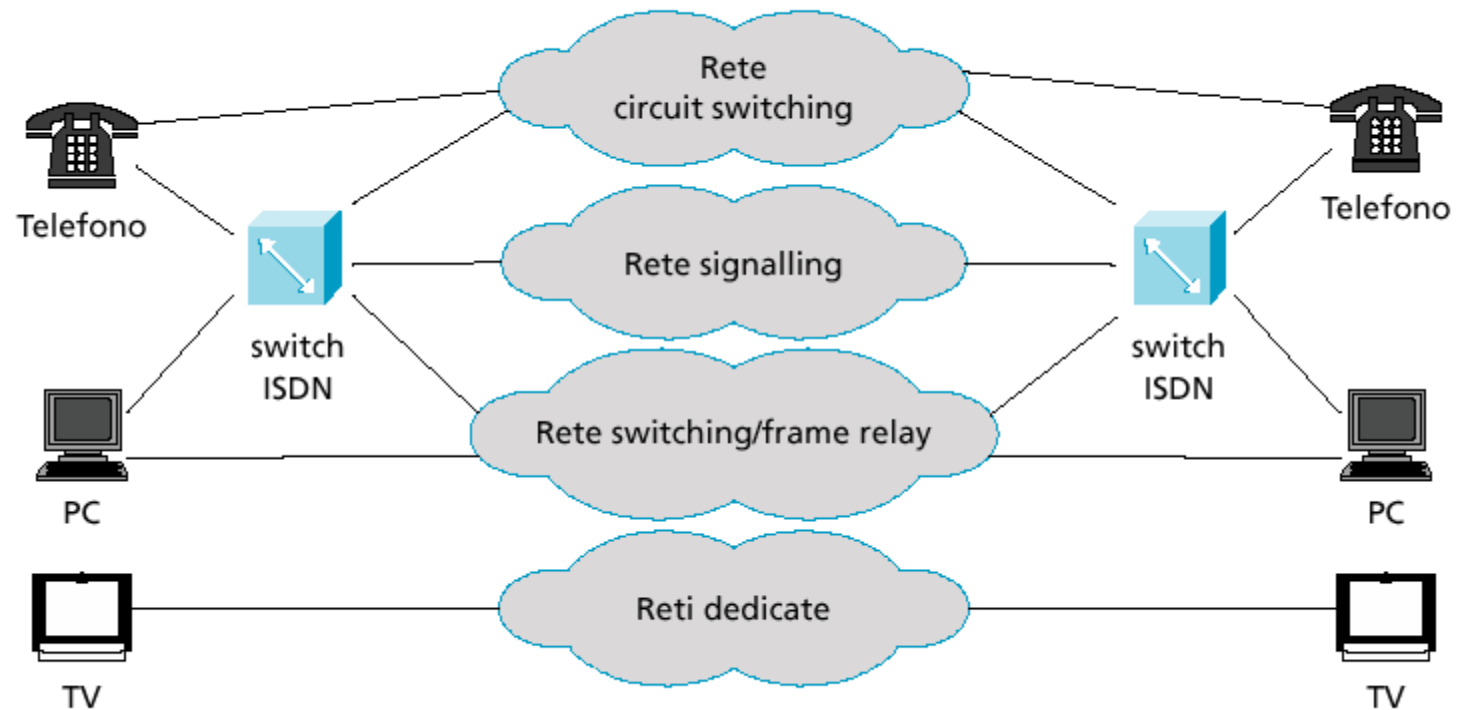 Rete
circuit switching
Telefono
Telefono
Rete signalling
switch
ISDN
switch
ISDN
Rete switching/frame relay
PC
PC
Reti dedicate
TV
TV